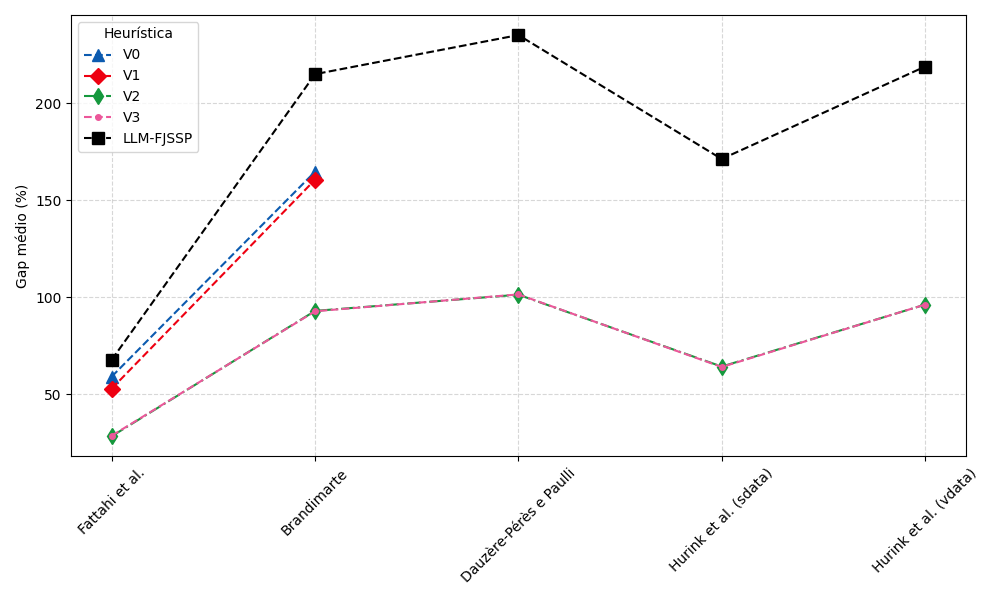 Heurística
V0
V1
V2
V3
LLM-FJSSP
Gap médio (%)
200
150
100
50
Fattahi et al.
Brandimarte
Dauzère-Pérès e Paulli
Hurink et al. (sdata)
Hurink et al. (vdata)